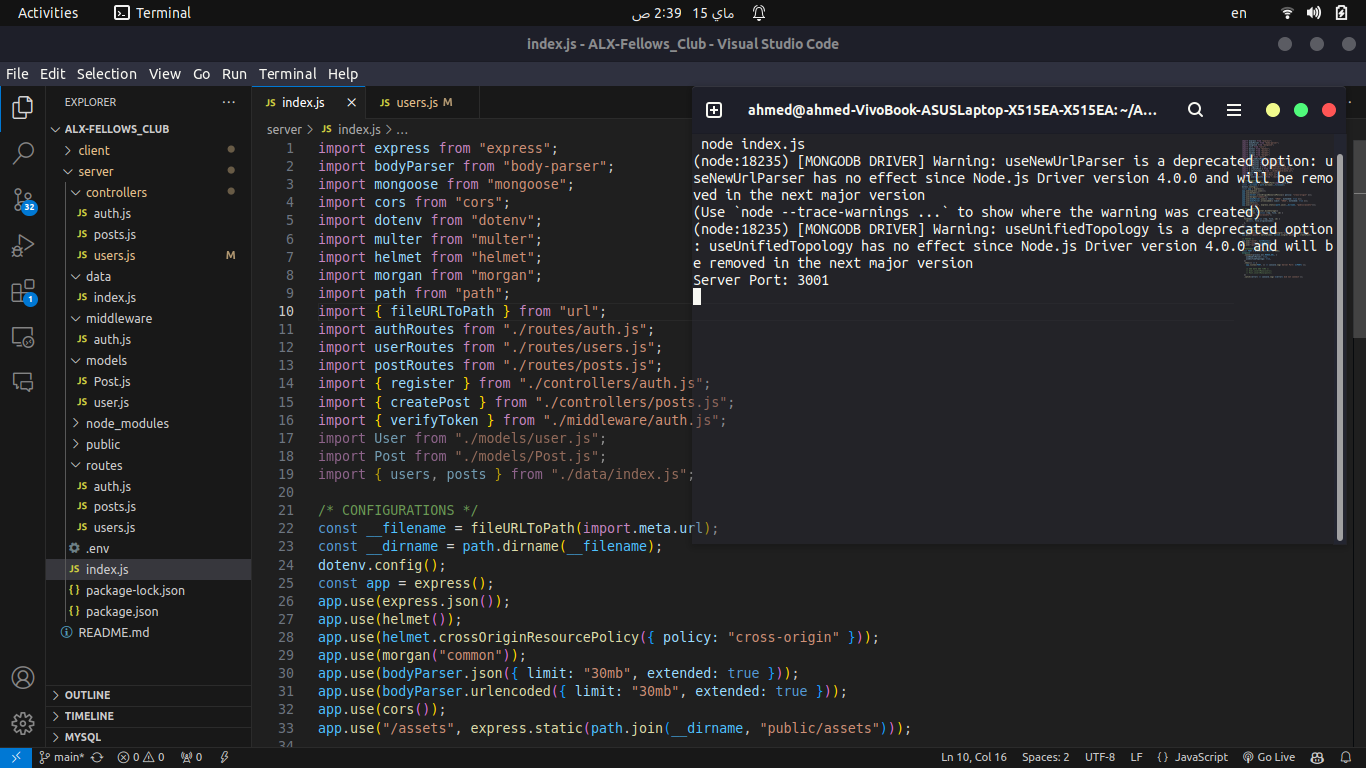 Activities
Terminal
ماي 15 2:39 ص
en
index.js - ALX-Fellows_Club - Visual Studio Code
File Edit Selection View Go Run Terminal Help
EXPLORER
ALX-FELLOWS_CLUB
client
server
controllers
JS auth.js
JS posts.js
JS users.js M
data
JS index.js
middleware
JS auth.js
models
JS Post.js
JS user.js
node_modules
public
routes
JS auth.js
JS posts.js
JS users.js
.env
JS index.js
{} package-lock.json
{} package.json
README.md
OUTLINE
TIMELINE
MYSQL
32
1
JS index.js
JS users.js M
server > JS index.js > ...
1 import express from "express";
2 import bodyParser from "body-parser";
3 import mongoose from "mongoose";
4 import cors from "cors";
5 import dotenv from "dotenv";
6 import multer from "multer";
7 import helmet from "helmet";
8 import morgan from "morgan";
9 import path from "path";
10 import { fileURLToPath } from "url";
11 import authRoutes from "./routes/auth.js";
12 import userRoutes from "./routes/users.js";
13 import postRoutes from "./routes/posts.js";
14 import { register } from "./controllers/auth.js";
15 import { createPost } from "./controllers/posts.js";
16 import { verifyToken } from "./middleware/auth.js";
17 import User from "./models/user.js";
18 import Post from "./models/Post.js";
19 import { users, posts } from "./data/index.js";
20
21 /* CONFIGURATIONS */
22 const __filename = fileURLToPath(import.meta.url);
23 const __dirname = path.dirname(__filename);
24 dotenv.config();
25 const app = express();
26 app.use(express.json());
27 app.use(helmet());
28 app.use(helmet.crossOriginResourcePolicy({ policy: "cross-origin" }));
29 app.use(morgan("common"));
30 app.use(bodyParser.json({ limit: "30mb", extended: true }));
31 app.use(bodyParser.urlencoded({ limit: "30mb", extended: true }));
32 app.use(cors());
33 app.use("/assets", express.static(path.join(__dirname, "public/assets")));
34
ahmed@ahmed-VivoBook-ASUSLaptop-X515EA-X515EA: ~/A...
node index.js
(node:18235) [MONGODB DRIVER] Warning: useNewUrlParser is a deprecated option: u
seNewUrlParser has no effect since Node.js Driver version 4.0.0 and will be remo
ved in the next major version
(Use `node --trace-warnings ...` to show where the warning was created)
(node:18235) [MONGODB DRIVER] Warning: useUnifiedTopology is a deprecated option
: useUnifiedTopology has no effect since Node.js Driver version 4.0.0 and will b
e removed in the next major version
Server Port: 3001
main* 0 0 0
Ln 10, Col 16 Spaces: 2 UTF-8 LF {} JavaScript Go Live